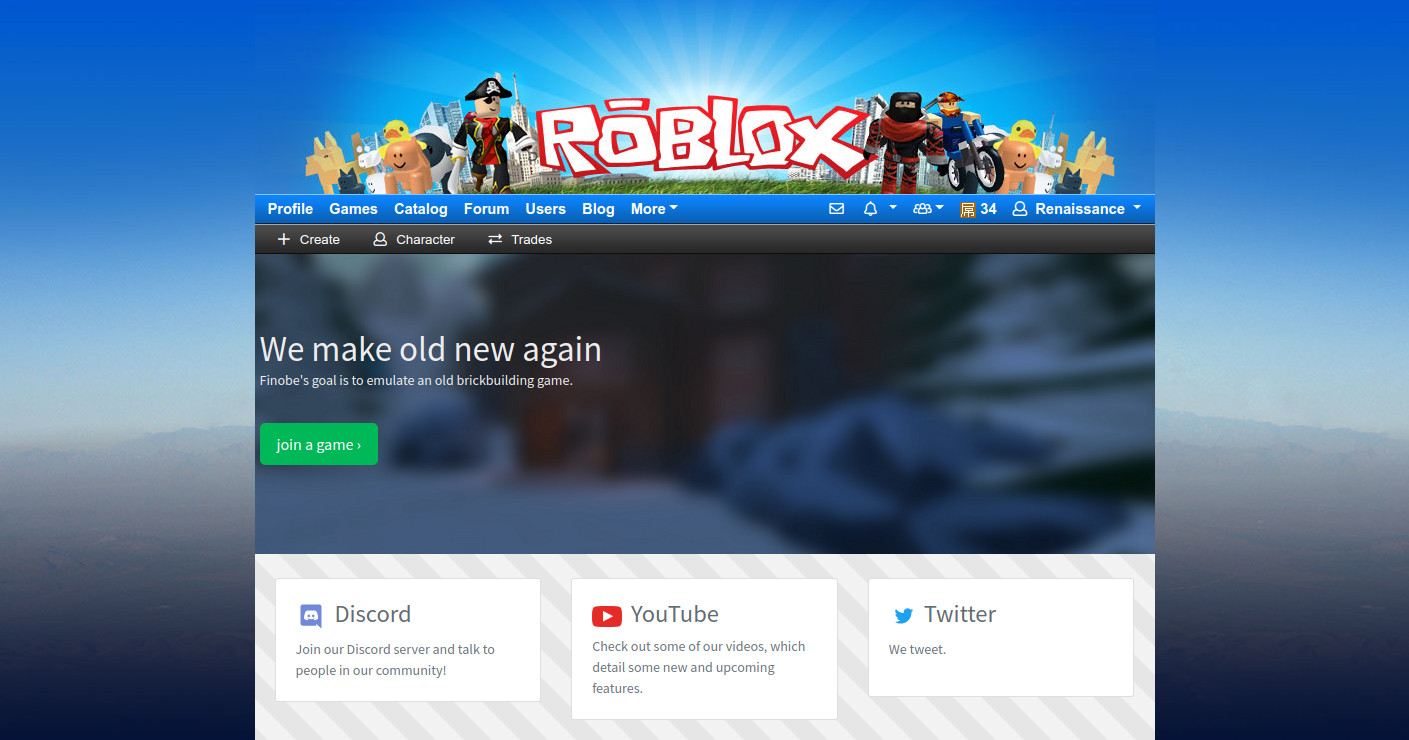 RŌBLOX
Profile Games Catalog Forum Users Blog More 34 Renaissance
Create Character Trades
We make old new again
Finobe's goal is to emulate an old brickbuilding game.
join a game ›
Discord
Join our Discord server and talk to
people in our community!
YouTube
Check out some of our videos, which
detail some new and upcoming
features.
Twitter
We tweet.